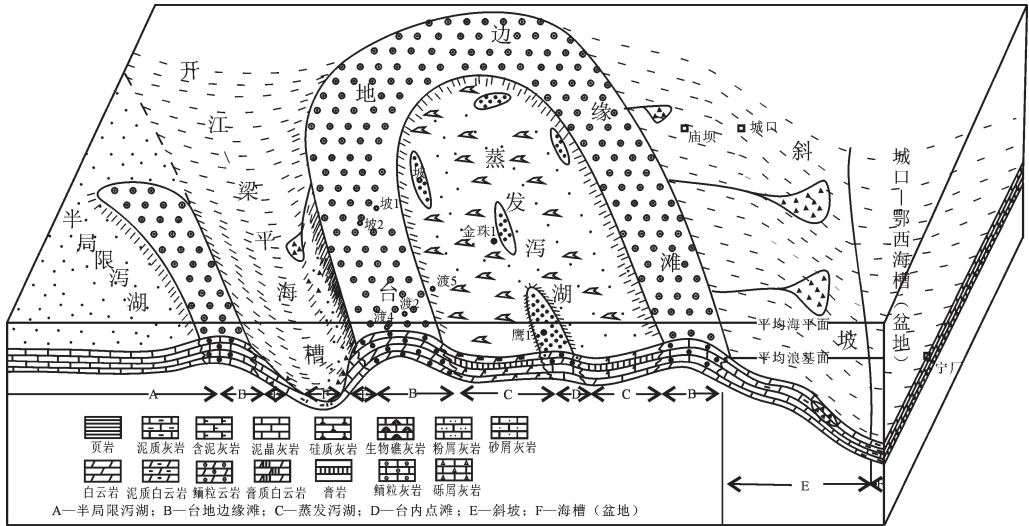 开江—梁平海槽
台地边缘滩
蒸发泻湖
半局限泻湖
斜坡
城口—鄂西海槽（盆地）
庙坝
城口
坡1
坡2
金珠1
渡5
渡2
渡4
鹰1
宁厂
平均海平面
平均浪基面
A
B
E
F
E
B
C
D
C
B
E
页岩
泥质灰岩
含泥灰岩
泥晶灰岩
硅质灰岩
生物礁灰岩
粉屑灰岩
砂屑灰岩
白云岩
泥质白云岩
鲕粒云岩
膏质白云岩
膏岩
鲕粒灰岩
砾屑灰岩
A—半局限泻湖；B—台地边缘滩；C—蒸发泻湖；D—台内点滩；E—斜坡；F—海槽（盆地）